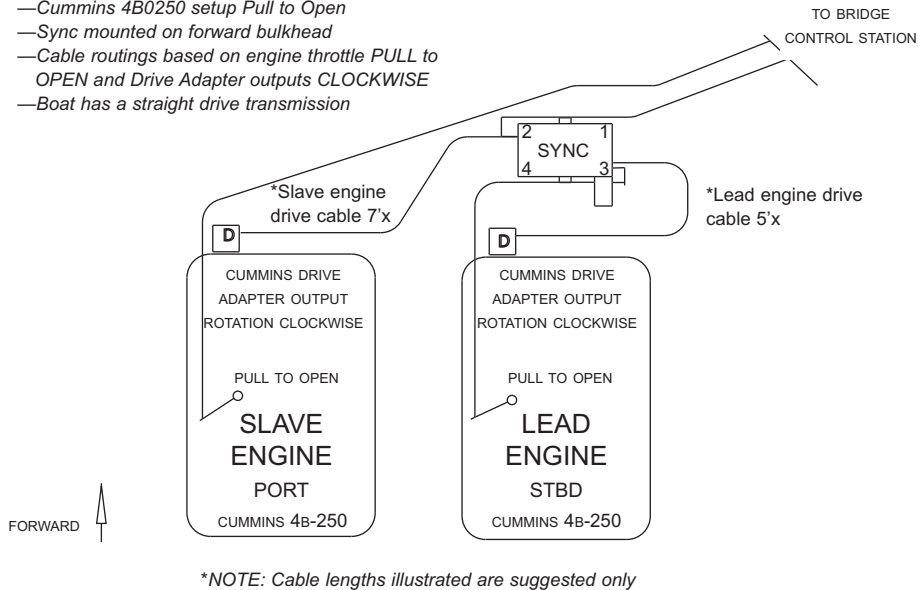 —Cummins 4B0250 setup Pull to Open
—Sync mounted on forward bulkhead
—Cable routings based on engine throttle PULL to
OPEN and Drive Adapter outputs CLOCKWISE
—Boat has a straight drive transmission
TO BRIDGE
CONTROL STATION
2 1
SYNC
4 3
*Slave engine
drive cable 7'x
*Lead engine drive
cable 5'x
D
D
CUMMINS DRIVE
ADAPTER OUTPUT
ROTATION CLOCKWISE
PULL TO OPEN
SLAVE
ENGINE
PORT
CUMMINS 4B-250
CUMMINS DRIVE
ADAPTER OUTPUT
ROTATION CLOCKWISE
PULL TO OPEN
LEAD
ENGINE
STBD
CUMMINS 4B-250
FORWARD
*NOTE: Cable lengths illustrated are suggested only